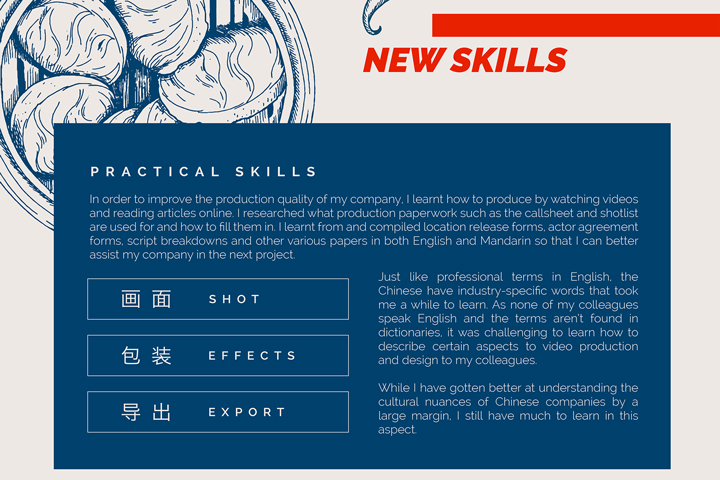 NEW SKILLS
PRACTICAL SKILLS
In order to improve the production quality of my company, I learnt how to produce by watching videos
and reading articles online. I researched what production paperwork such as the callsheet and shotlist
are used for and how to fill them in. I learnt from and compiled location release forms, actor agreement
forms, script breakdowns and other various papers in both English and Mandarin so that I can better
assist my company in the next project.
画面 SHOT
包装 EFFECTS
导出 EXPORT
Just like professional terms in English, the
Chinese have industry-specific words that took
me a while to learn. As none of my colleagues
speak English and the terms aren't found in
dictionaries, it was challenging to learn how to
describe certain aspects to video production
and design to my colleagues.
While I have gotten better at understanding the
cultural nuances of Chinese companies by a
large margin, I still have much to learn in this
aspect.